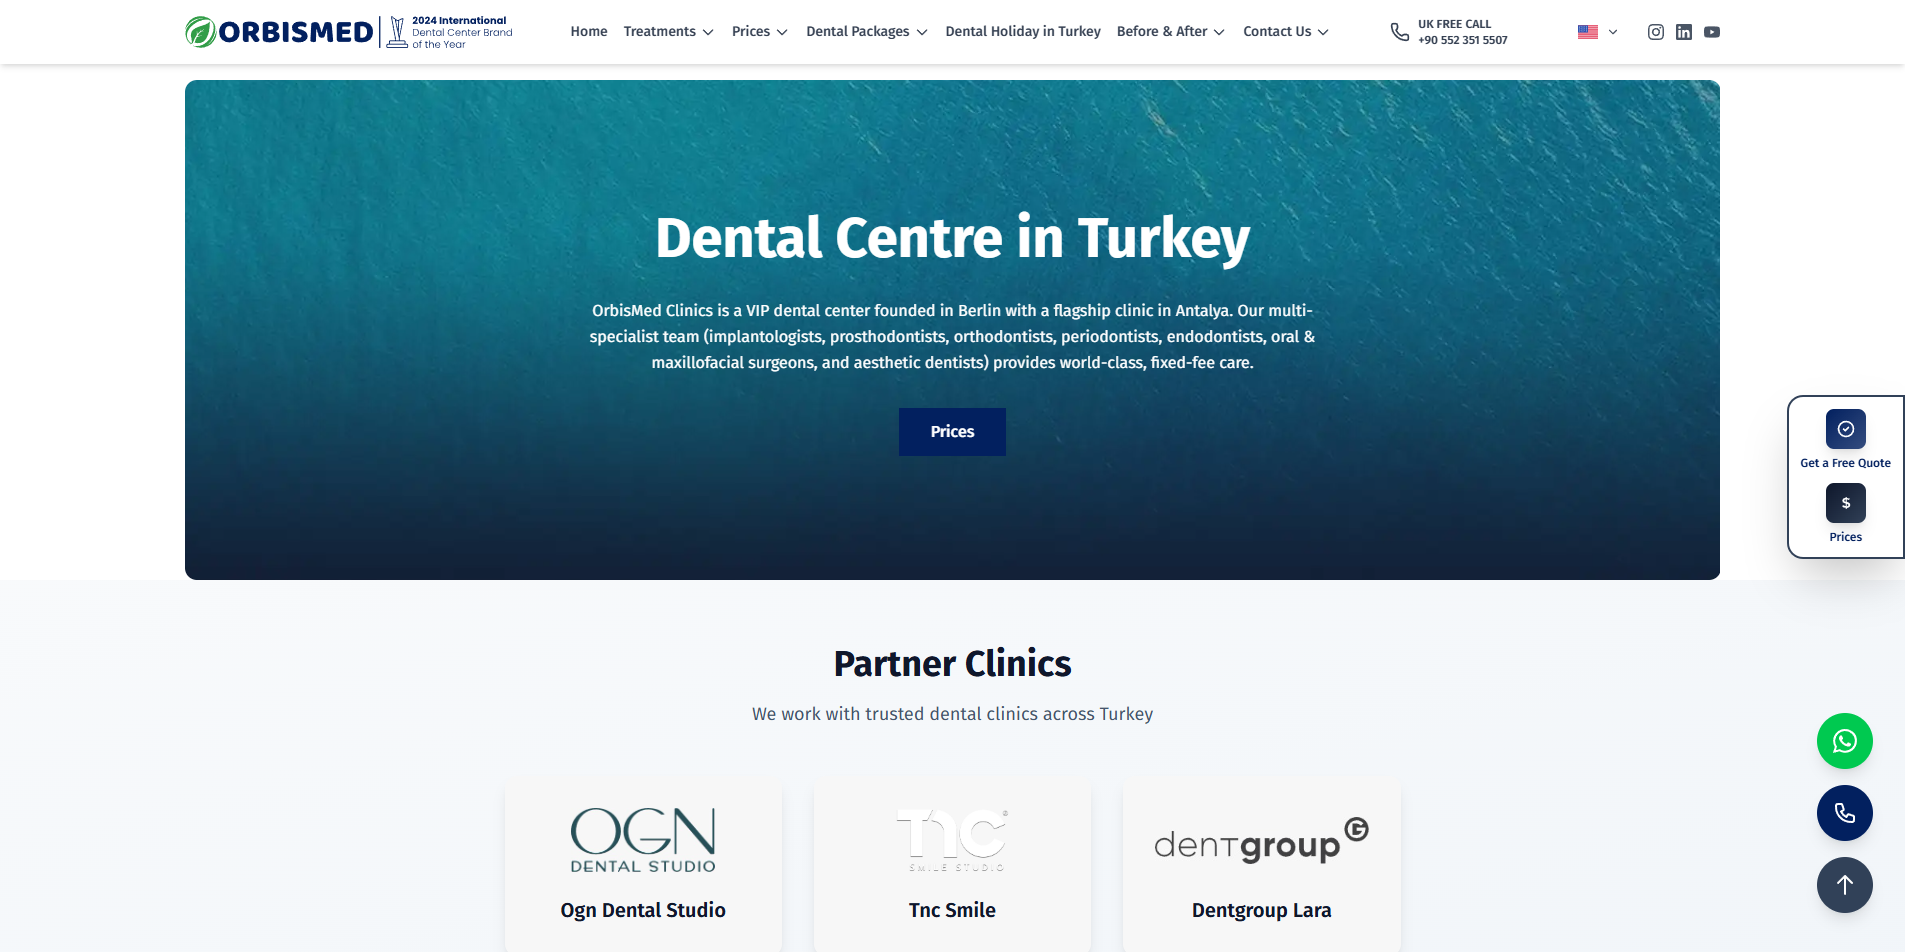 ORBISMED
2024 International
Dental Center Brand
of the Year
Home
Treatments
Prices
Dental Packages
Dental Holiday in Turkey
Before & After
Contact Us
UK FREE CALL
+90 552 351 5507
Dental Centre in Turkey
OrbisMed Clinics is a VIP dental center founded in Berlin with a flagship clinic in Antalya. Our multi-
specialist team (implantologists, prosthodontists, orthodontists, periodontists, endodontists, oral &
maxillofacial surgeons, and aesthetic dentists) provides world-class, fixed-fee care.
Prices
Get a Free Quote
$
Prices
Partner Clinics
We work with trusted dental clinics across Turkey
OGN
DENTAL STUDIO
Ogn Dental Studio
Tnc
SMILE STUDIO
Tnc Smile
denTgroup G
Dentgroup Lara